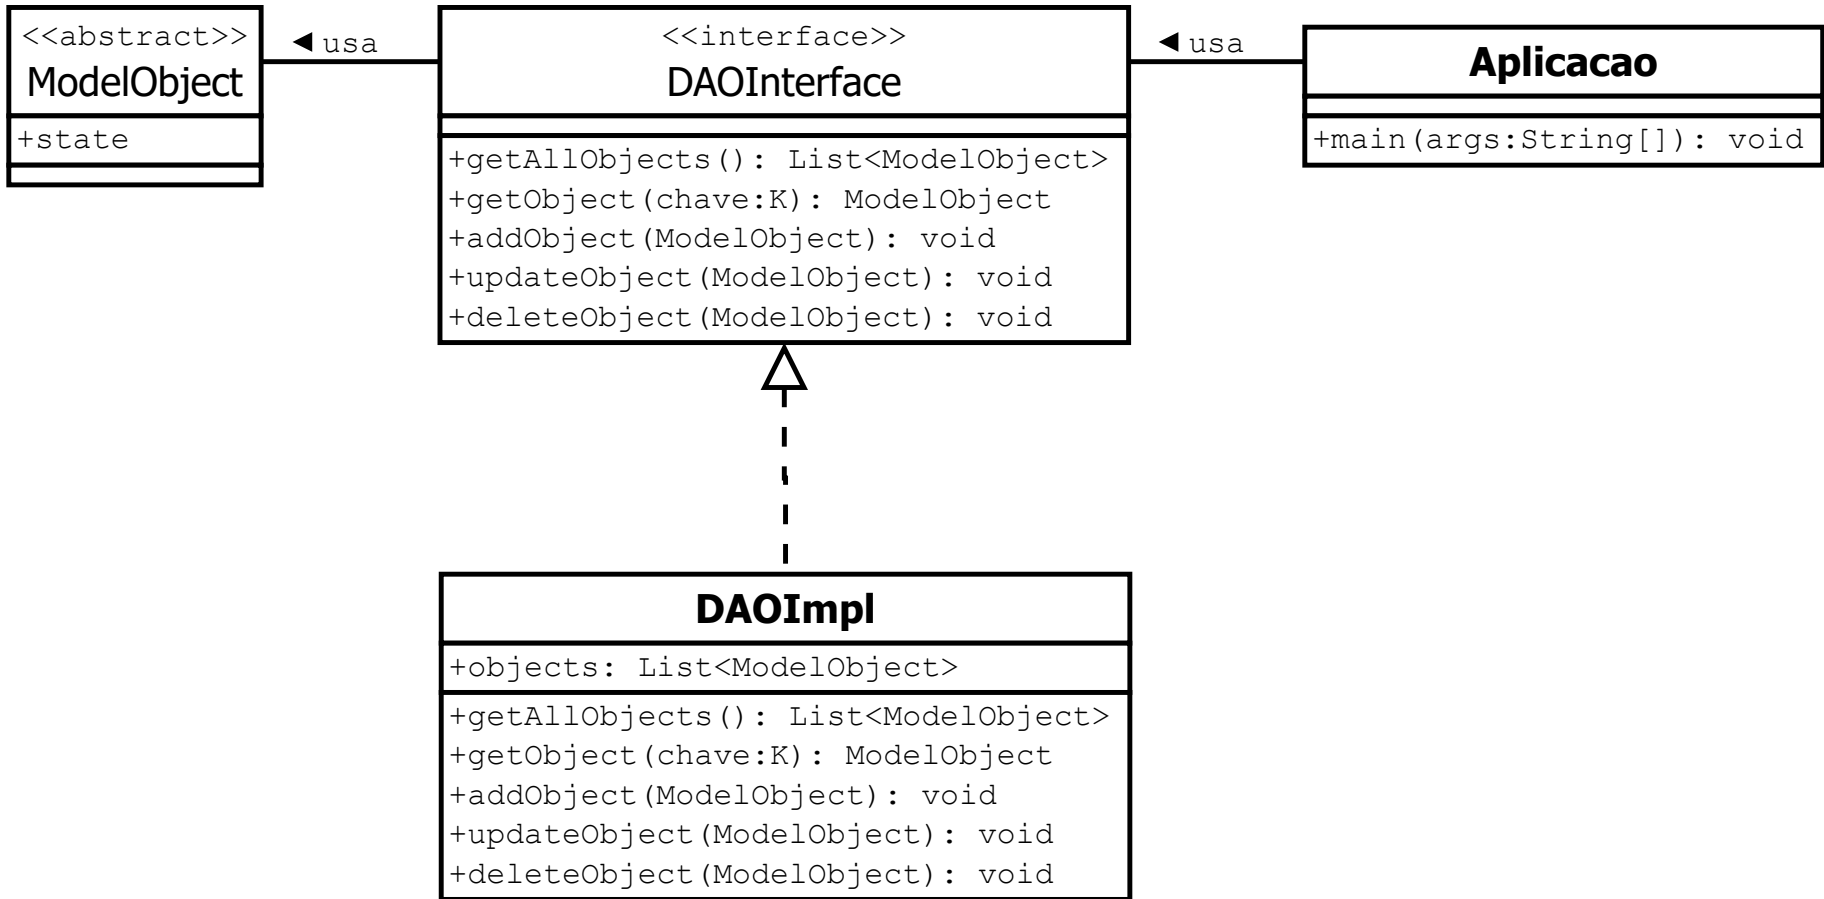 <<abstract>>
ModelObject
+state
◄ usa
<<interface>>
DAOInterface
+getAllObjects(): List<ModelObject>
+getObject(chave:K): ModelObject
+addObject(ModelObject): void
+updateObject(ModelObject): void
+deleteObject(ModelObject): void
◄ usa
Aplicacao
+main(args:String[]): void
DAOImpl
+objects: List<ModelObject>
+getAllObjects(): List<ModelObject>
+getObject(chave:K): ModelObject
+addObject(ModelObject): void
+updateObject(ModelObject): void
+deleteObject(ModelObject): void